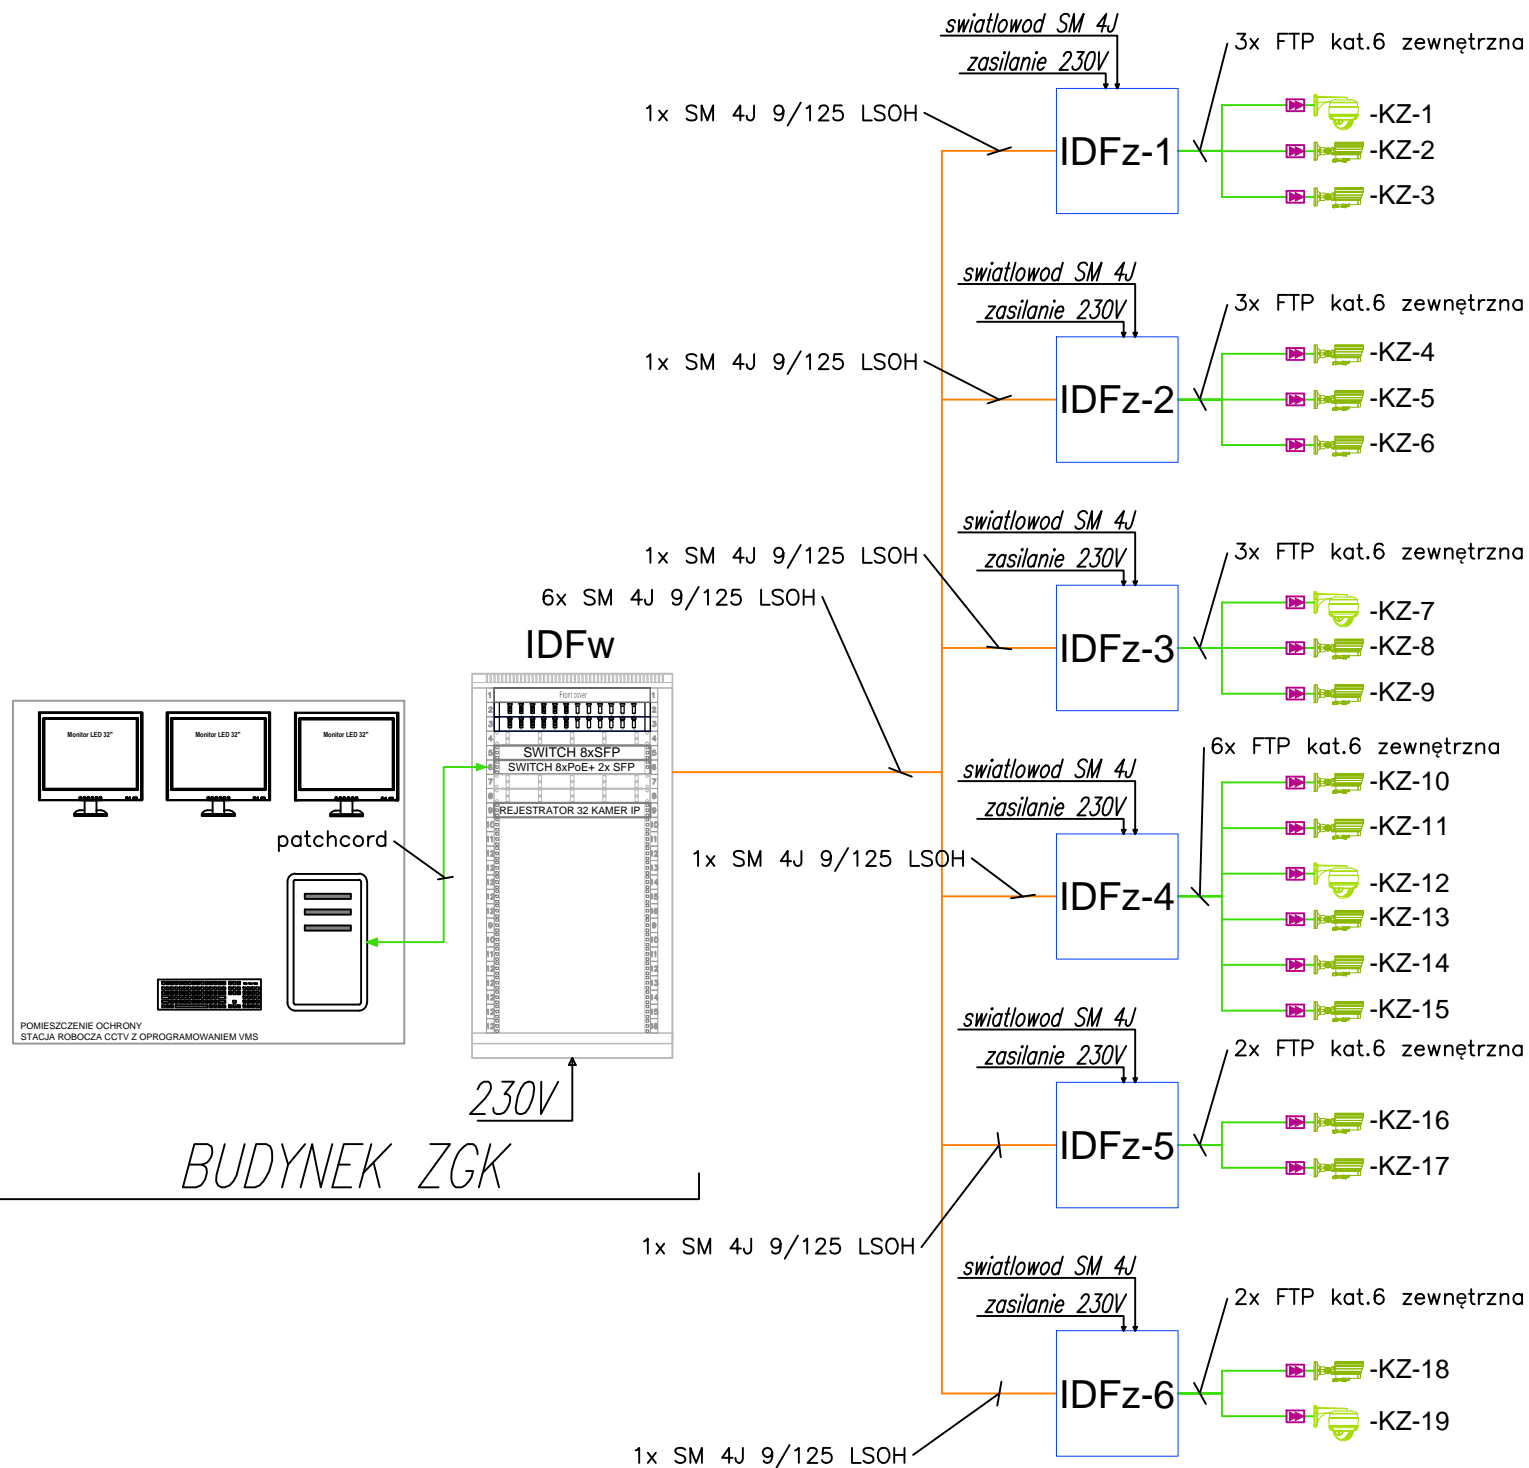 swiatlowod SM 4J
zasilanie 230V
3x FTP kat.6 zewnętrzna
1x SM 4J 9/125 LSOH
IDFz-1
-KZ-1
-KZ-2
-KZ-3
swiatlowod SM 4J
zasilanie 230V
3x FTP kat.6 zewnętrzna
1x SM 4J 9/125 LSOH
IDFz-2
-KZ-4
-KZ-5
-KZ-6
swiatlowod SM 4J
zasilanie 230V
3x FTP kat.6 zewnętrzna
1x SM 4J 9/125 LSOH
6x SM 4J 9/125 LSOH
IDFz-3
-KZ-7
-KZ-8
-KZ-9
IDFw
Front cover
SWITCH 8xSFP
SWITCH 8xPoE+ 2x SFP
REJESTRATOR 32 KAMER IP
Monitor LED 32"
Monitor LED 32"
Monitor LED 32"
patchcord
POMIESZCZENIE OCHRONY
STACJA ROBOCZA CCTV Z OPROGRAMOWANIEM VMS
230V
BUDYNEK ZGK
swiatlowod SM 4J
zasilanie 230V
6x FTP kat.6 zewnętrzna
1x SM 4J 9/125 LSOH
IDFz-4
-KZ-10
-KZ-11
-KZ-12
-KZ-13
-KZ-14
-KZ-15
swiatlowod SM 4J
zasilanie 230V
2x FTP kat.6 zewnętrzna
IDFz-5
-KZ-16
-KZ-17
1x SM 4J 9/125 LSOH
swiatlowod SM 4J
zasilanie 230V
2x FTP kat.6 zewnętrzna
IDFz-6
-KZ-18
-KZ-19
1x SM 4J 9/125 LSOH